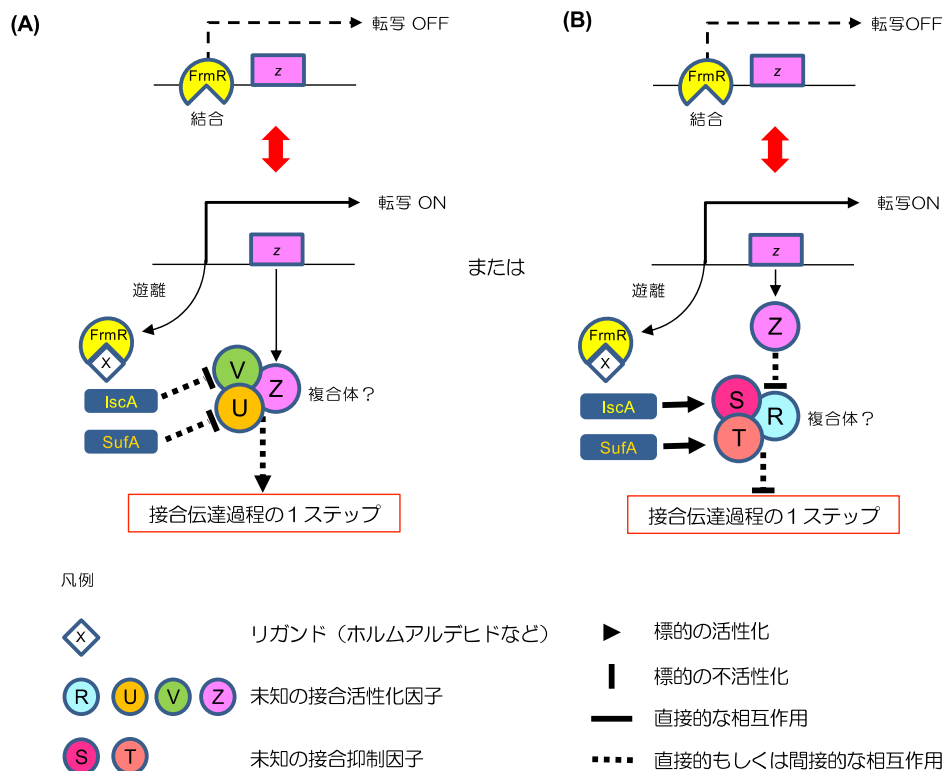 (A)
転写 OFF
FrmR
z
結合
転写 ON
z
遊離
FrmR
X
V
Z
U
複合体？
IscA
SufA
接合伝達過程の１ステップ
または
(B)
転写OFF
FrmR
z
結合
転写ON
z
遊離
FrmR
X
Z
S
R
T
複合体？
IscA
SufA
接合伝達過程の１ステップ
凡例
X リガンド（ホルムアルデヒドなど）
R U V Z 未知の接合活性化因子
S T 未知の接合抑制因子
標的の活性化
標的の不活性化
直接的な相互作用
直接的もしくは間接的な相互作用